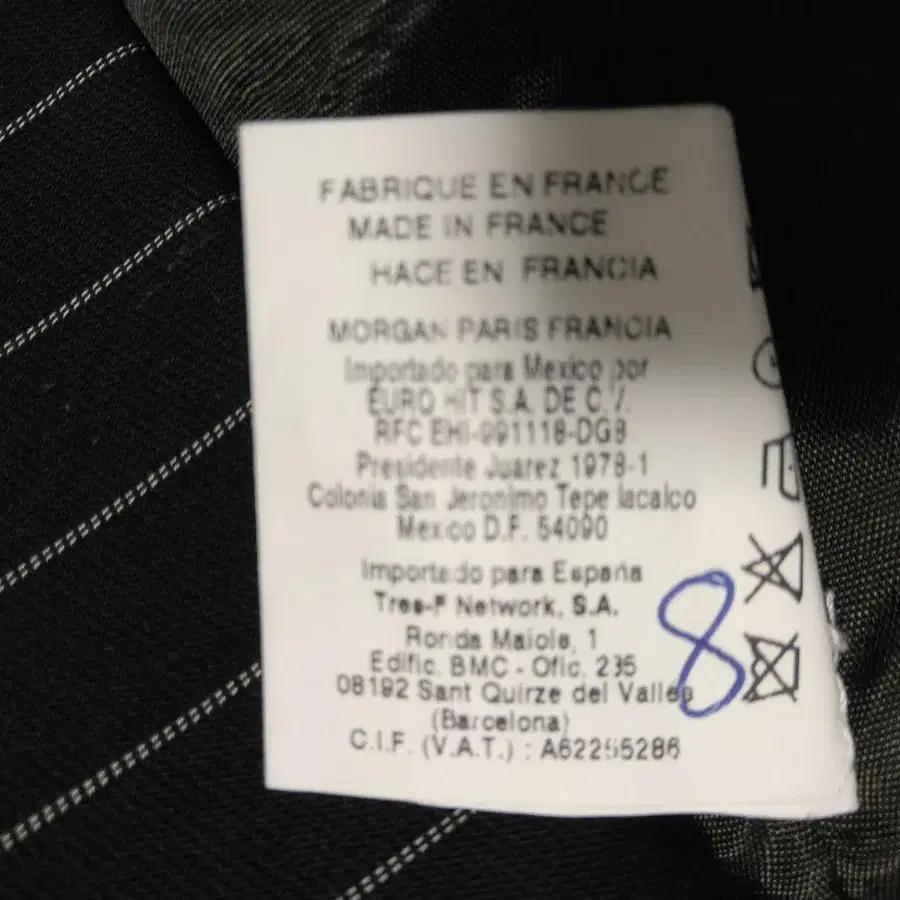 FABRIQUE EN FRANCE
MADE IN FRANCE
HACE EN FRANCIA
MORGAN PARIS FRANCIA
Importado para Mexico por
EURO HIT S.A. DE C.V.
RFC EHI-991118-DG8
Presidente Juarez 1978-1
Colonia San Jeronimo Tepe lacalco
Mexico D.F. 54090
Importado para España
Tres-F Network, S.A.
Ronda Maiols, 1
Edific. BMC - Ofic. 235
08192 Sant Quirze del Valles
(Barcelona)
C.I.F. (V.A.T.) :
8